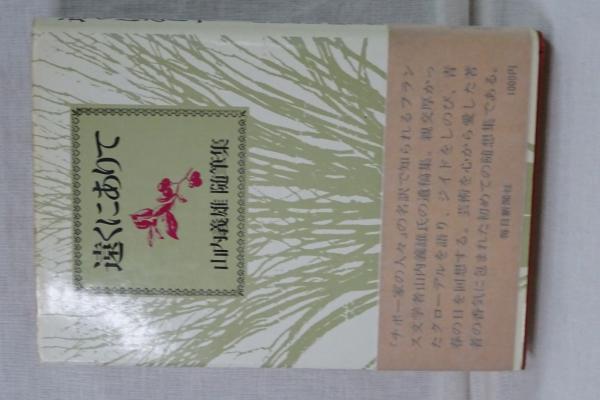 遠くにありて
山内義雄 随筆集
『チボー家の人々』の名訳で知られるフラン
ス文学者山内義雄氏の遺稿集。親交厚かっ
たクローデルを語り、ジイドをしのび、青
春の日を回想する。芸術を心から愛した著
者の香気に包まれた初めての随想集である。
毎日新聞社
1000円